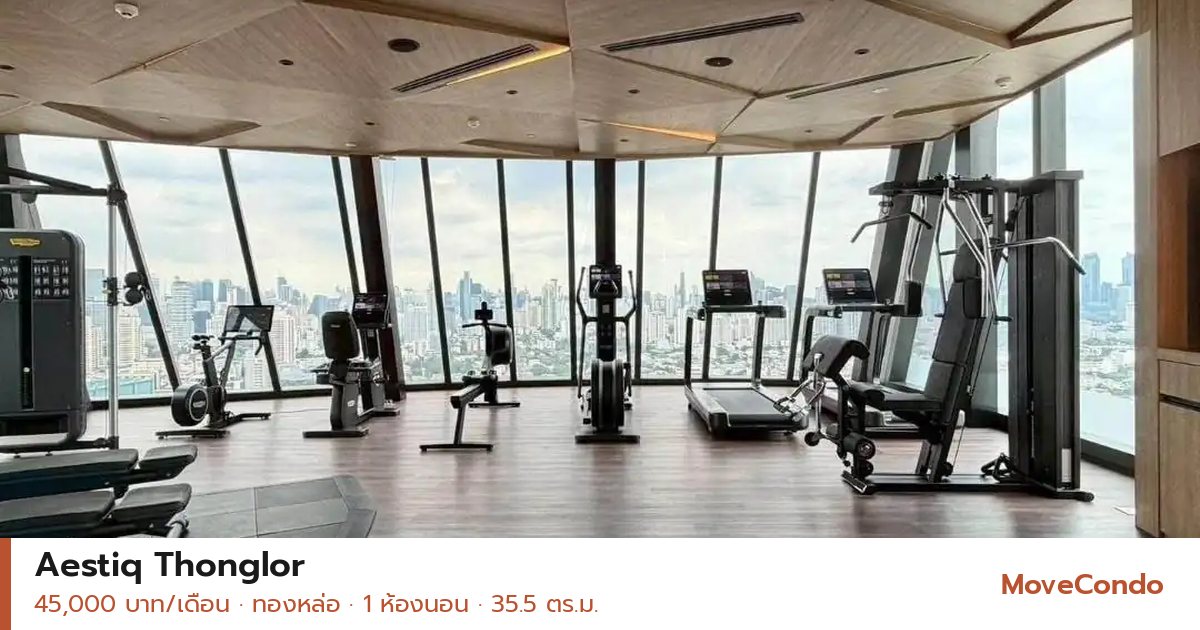 Aestiq Thonglor
45,000 บาท/เดือน · ทองหล่อ · 1 ห้องนอน · 35.5 ตร.ม.
MoveCondo